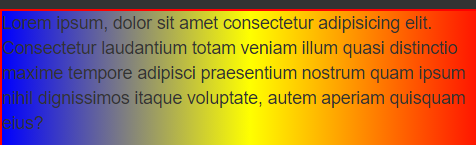 Lorem ipsum, dolor sit amet consectetur adipisicing elit.
Consectetur laudantium totam veniam illum quasi distinctio
maxime tempore adipisci praesentium nostrum quam ipsum
nihil dignissimos itaque voluptate, autem aperiam quisquam
eius?